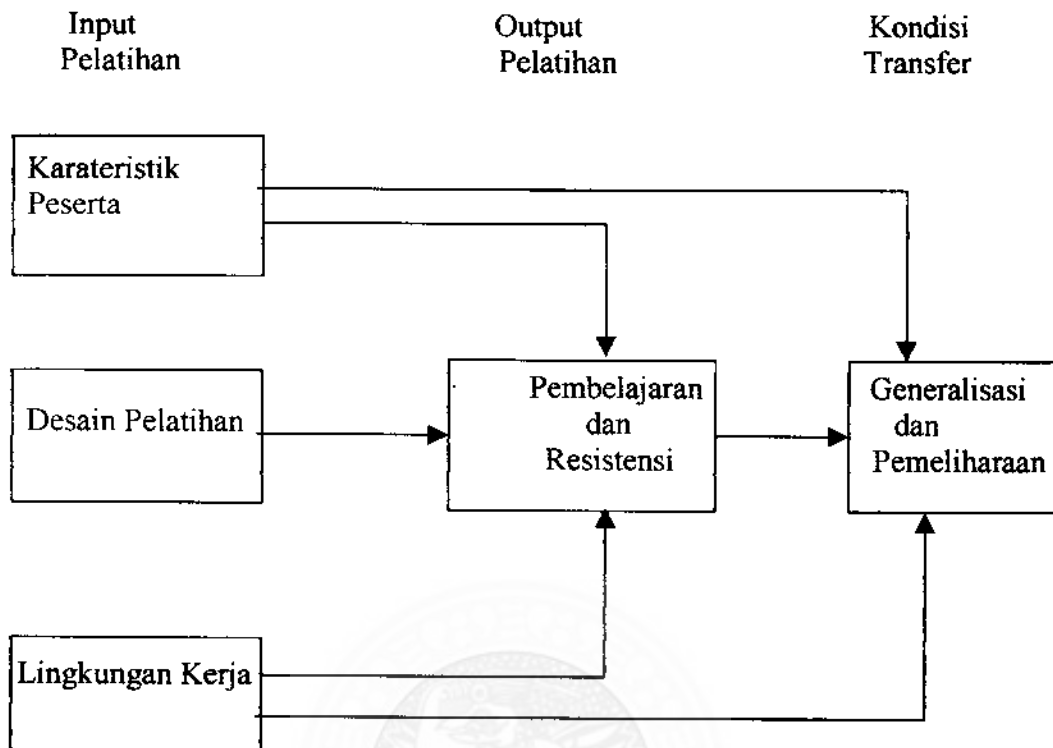 Input
Pelatihan
Output
Pelatihan
Kondisi
Transfer
Karateristik
Peserta
Desain Pelatihan
Pembelajaran
dan
Resistensi
Generalisasi
dan
Pemeliharaan
Lingkungan Kerja